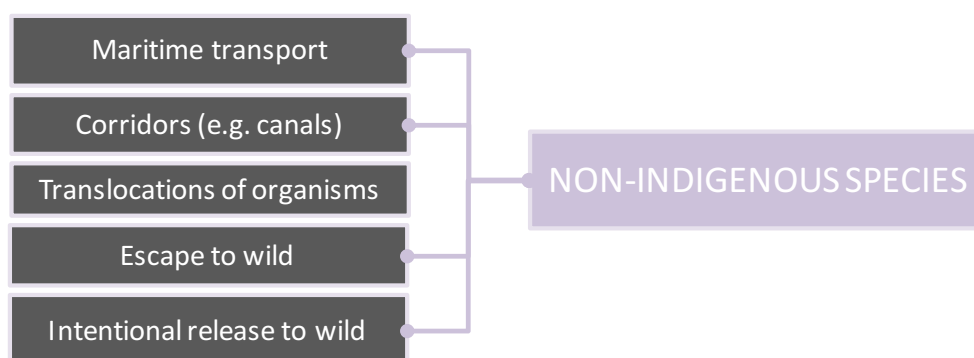 Maritime transport
Corridors (e.g. canals)
Translocations of organisms
Escape to wild
Intentional release to wild
NON-INDIGENOUS SPECIES